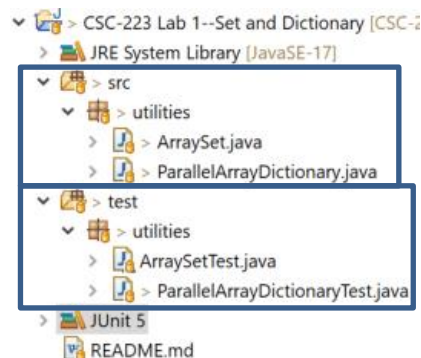 > CSC-223 Lab 1--Set and Dictionary [CSC-2
> JRE System Library [JavaSE-17]
> src
> utilities
> > ArraySet.java
> > ParallelArrayDictionary.java
> test
> utilities
> ArraySetTest.java
> > ParallelArrayDictionaryTest.java
> JUnit 5
README.md